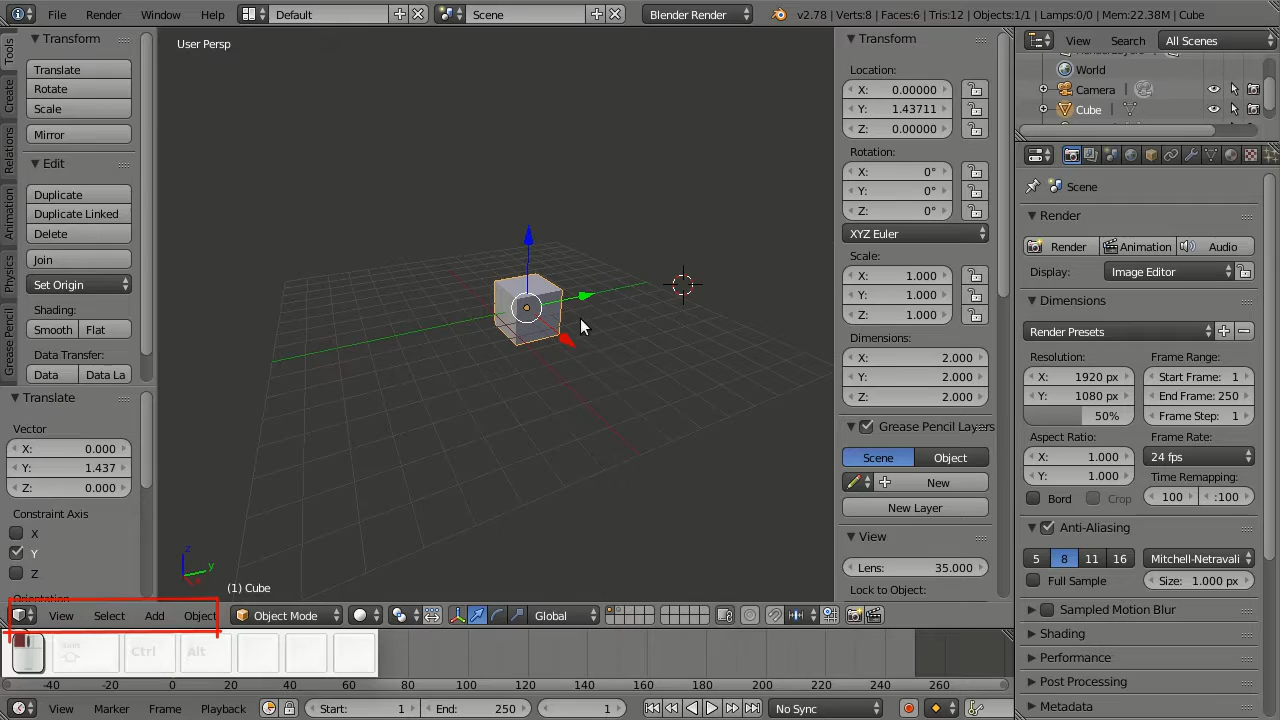 File Render Window Help Default Scene Blender Render v2.78 | Verts:8 | Faces:6 | Tris:12 | Objects:1/1 | Lamps:0/0 | Mem:22.38M | Cube
Tools
Create
Relations
Animation
Physics
Grease Pencil
Transform
Translate
Rotate
Scale
Mirror
Edit
Duplicate
Duplicate Linked
Delete
Join
Set Origin
Shading:
Smooth Flat
Data Transfer:
Data Data La
Translate
Vector
X: 0.000
Y: 1.437
Z: 0.000
Constraint Axis
X
Y
Z
User Persp
z
y
(1) Cube
Transform
Location:
X: 0.00000
Y: 1.43711
Z: 0.00000
Rotation:
X: 0°
Y: 0°
Z: 0°
XYZ Euler
Scale:
X: 1.000
Y: 1.000
Z: 1.000
Dimensions:
X: 2.000
Y: 2.000
Z: 2.000
Grease Pencil Layers
Scene Object
New
New Layer
View
Lens: 35.000
Lock to Object:
View Search All Scenes
World
Camera
Cube
Scene
Render
Render Animation Audio
Display: Image Editor
Dimensions
Render Presets
Resolution: Frame Range:
X: 1920 px Start Frame: 1
Y: 1080 px End Frame: 250
50% Frame Step: 1
Aspect Ratio: Frame Rate:
X: 1.000 24 fps
Y: 1.000 Time Remapping:
Bord Crop 100 :100
Anti-Aliasing
5 8 11 16 Mitchell-Netravali
Full Sample Size: 1.000 px
Sampled Motion Blur
Shading
Performance
Post Processing
Metadata
View Select Add Object Object Mode Global
Shift Ctrl Alt
-40 -20 0 20 40 60 80 100 120 140 160 180 200 220 240 260
View Marker Frame Playback Start: 1 End: 250 1 No Sync